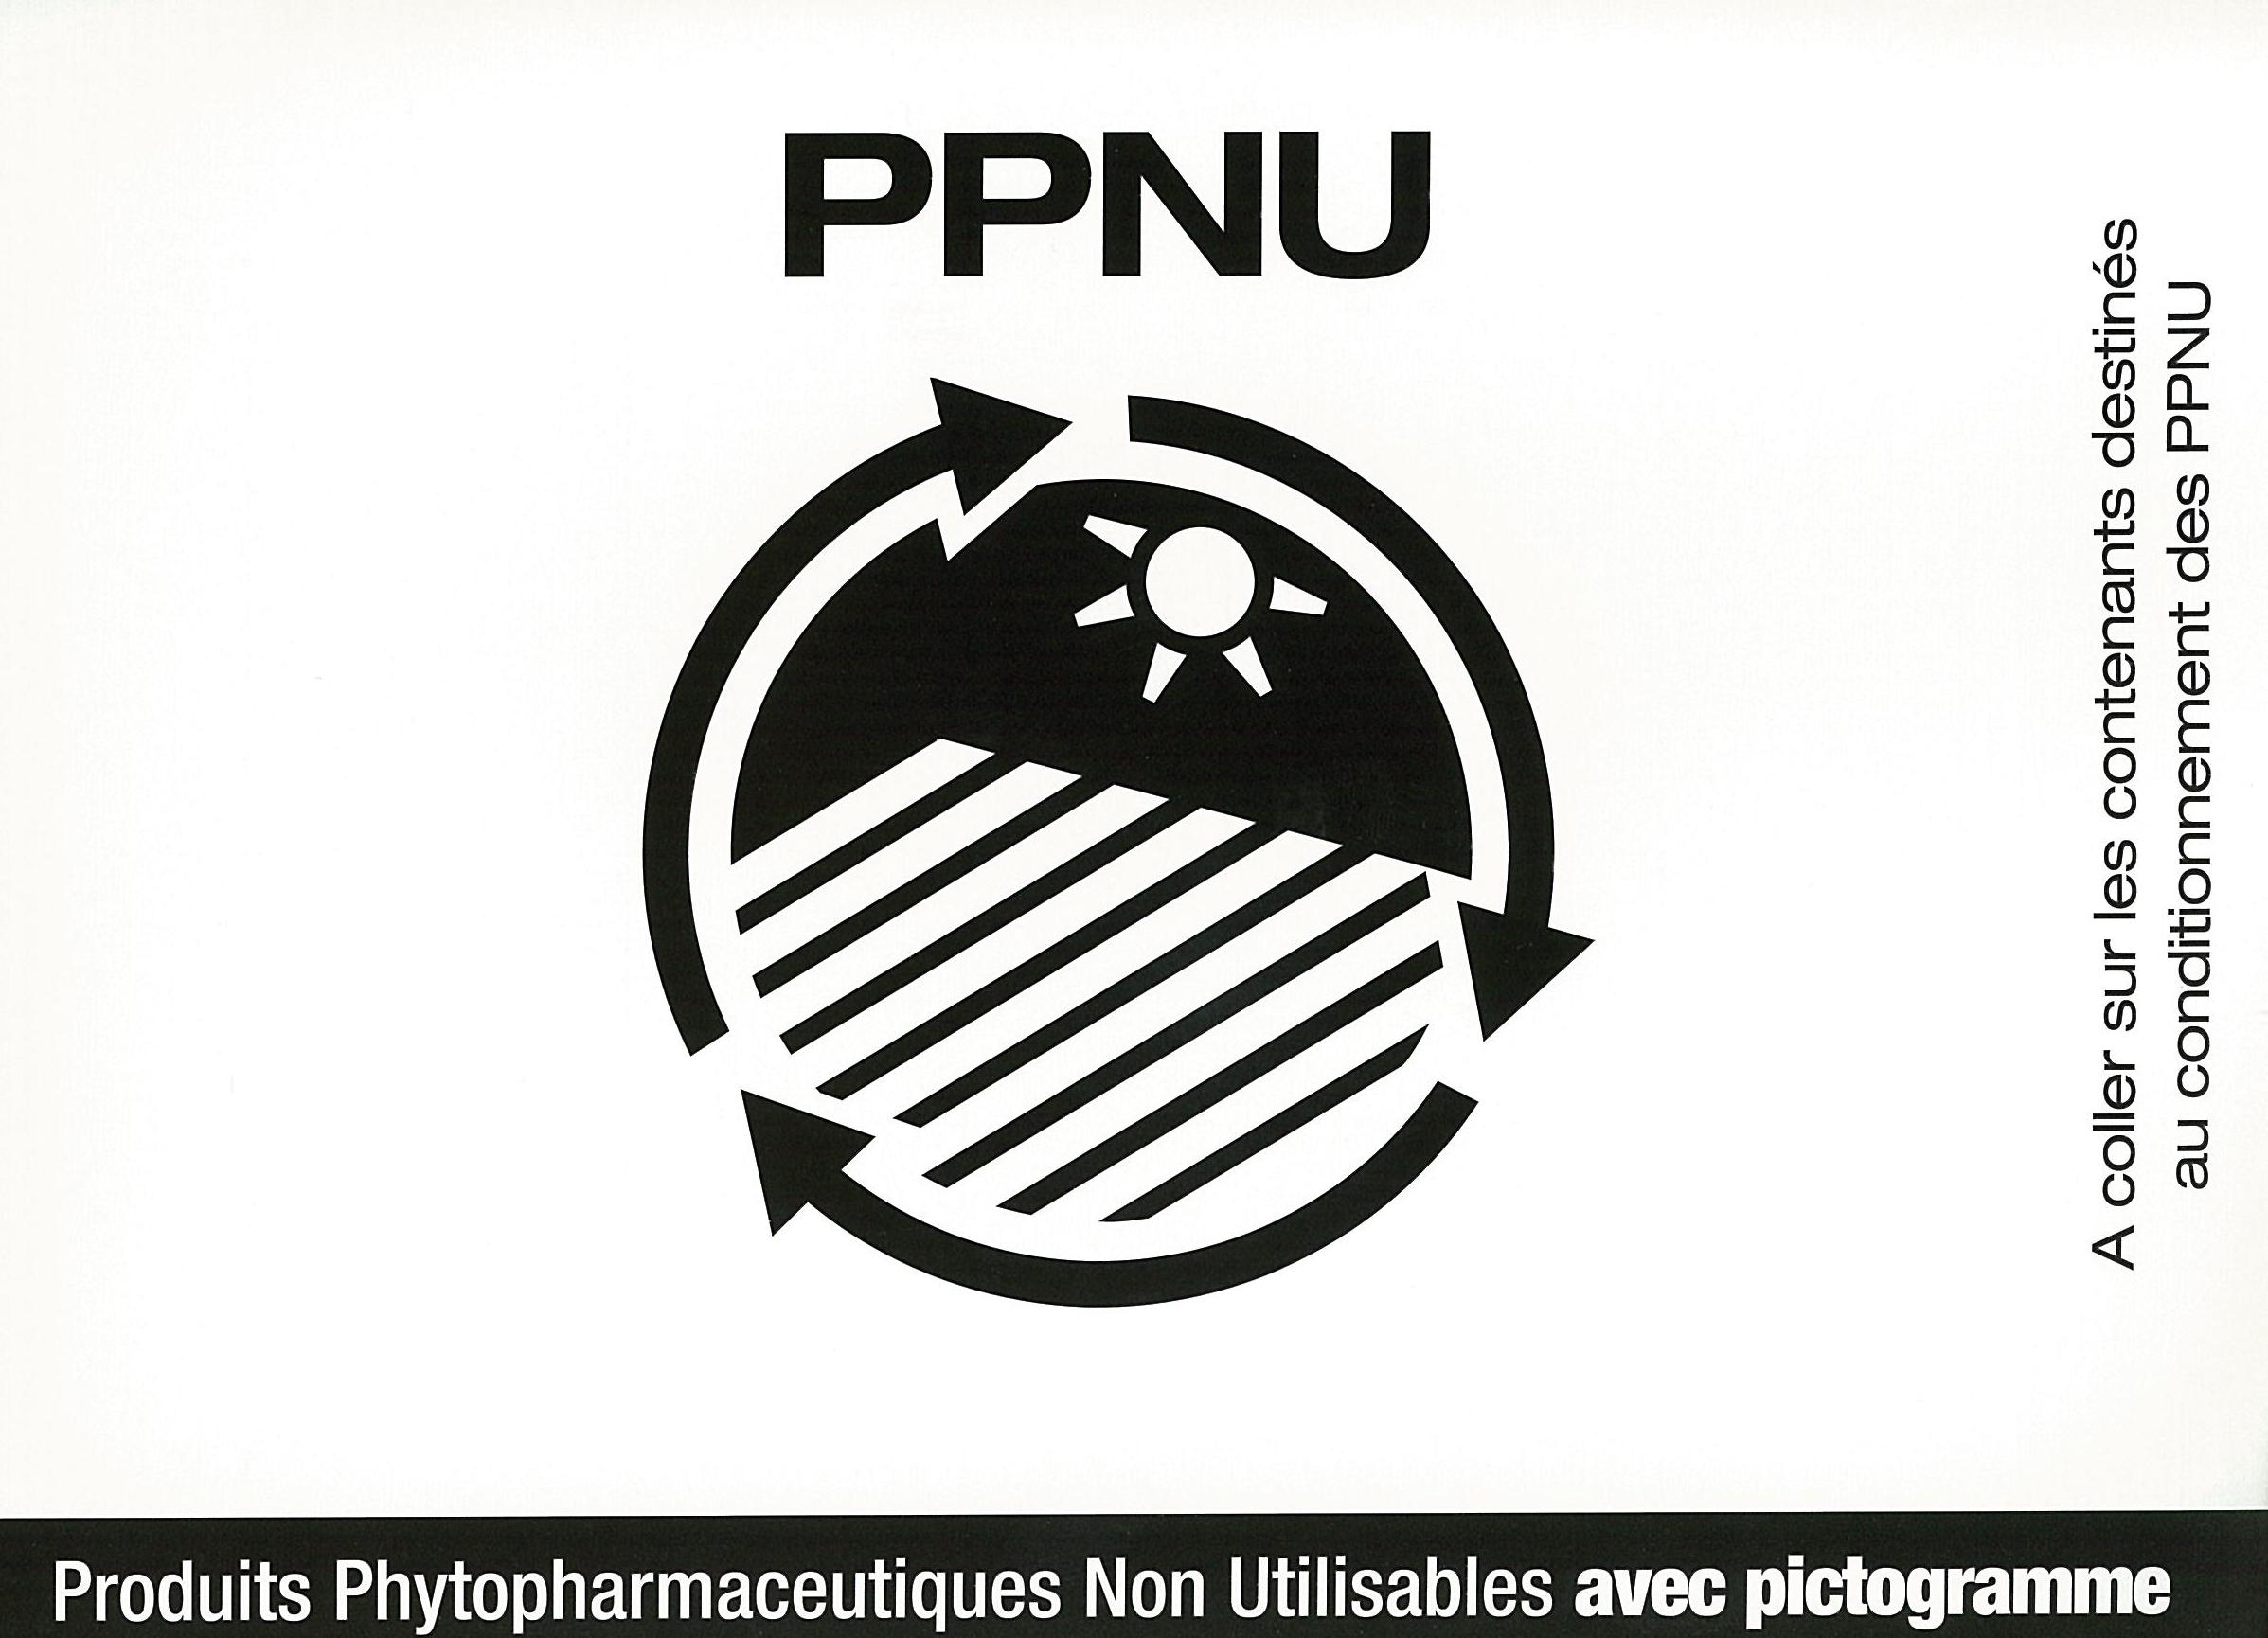 PPNU
A coller sur les contenants destinés
au conditionnement des PPNU
Produits Phytopharmaceutiques Non Utilisables avec pictogramme